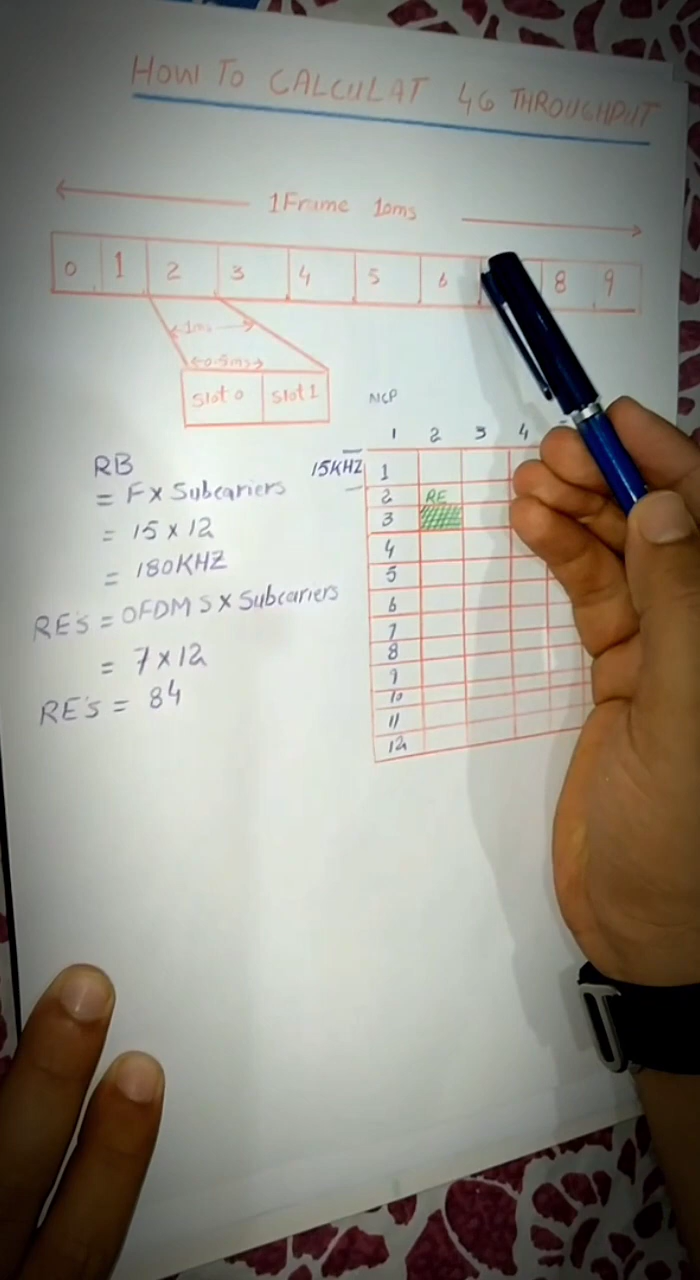 HOW TO CALCULAT 4G THROUGHPUT
1Frame 10ms
0 1 2 3 4 5 6 8 9
1ms
0.5ms
Slot 0 Slot 1
NCP
1 2 3 4
15KHZ
1
2 RE
3
4
5
6
7
8
9
10
11
12
RB
= F x Subcariers
= 15 x 12
= 180KHZ
RE'S = OFDM S x Subcariers
= 7 x 12
RE'S = 84